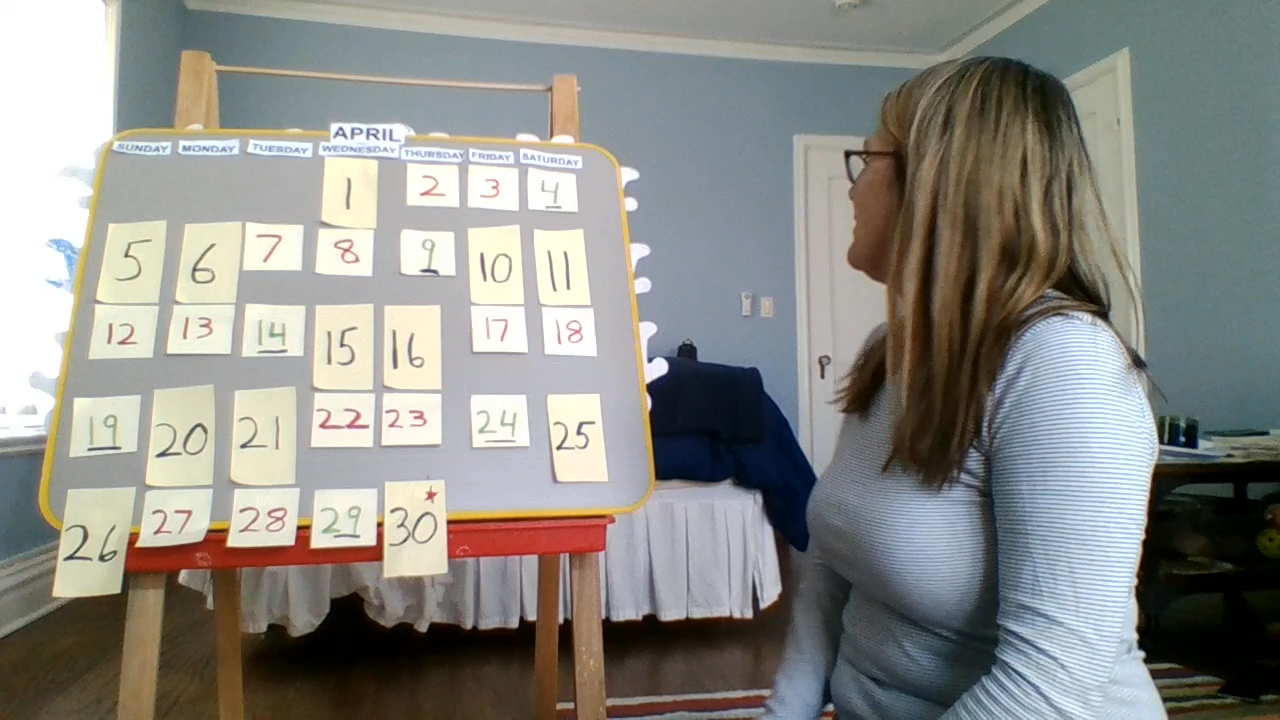 APRIL
SUNDAY MONDAY TUESDAY WEDNESDAY THURSDAY FRIDAY SATURDAY
1 2 3 4
5 6 7 8 9 10 11
12 13 14 15 16 17 18
19 20 21 22 23 24 25
26 27 28 29 30